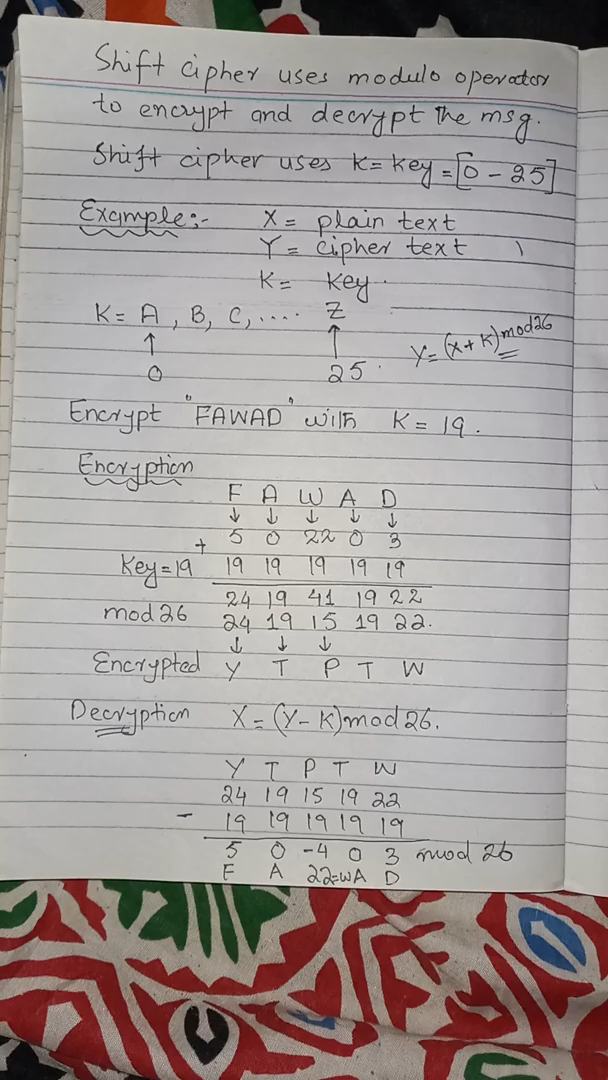 Shift cipher uses modulo operator
to encrypt and decrypt the msg.
Shift cipher uses K= Key =[0 - 25]
Example:- X = plain text
Y = cipher text
K= Key.
K= A, B, C, .... Z
↑ ↑
0 25.
Y=(X+K)mod26
Encrypt "FAWAD" with K = 19.
Encryption
F A W A D
↓ ↓ ↓ ↓ ↓
+ 5 0 22 0 3
Key=19 19 19 19 19 19
24 19 41 19 22
mod 26 24 19 15 19 22.
↓ ↓ ↓
Encrypted Y T P T W
Decryption X=(Y-K)mod26.
Y T P T W
24 19 15 19 22
- 19 19 19 19 19
5 0 -4 0 3 mod 26
F A 22=W A D